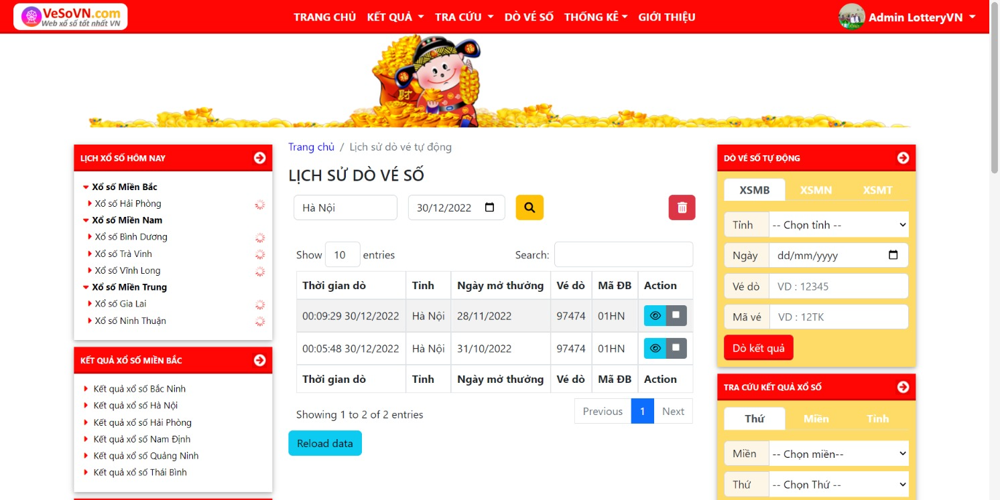 VeSoVN.com
Web xổ số tốt nhất VN
TRANG CHỦ KẾT QUẢ TRA CỨU DÒ VÉ SỐ THỐNG KÊ GIỚI THIỆU
Admin LotteryVN
福 福
財
LỊCH XỔ SỐ HÔM NAY
Xổ số Miền Bắc
Xổ số Hải Phòng
Xổ số Miền Nam
Xổ số Bình Dương
Xổ số Trà Vinh
Xổ số Vĩnh Long
Xổ số Miền Trung
Xổ số Gia Lai
Xổ số Ninh Thuận
KẾT QUẢ XỔ SỐ MIỀN BẮC
Kết quả xổ số Bắc Ninh
Kết quả xổ số Hà Nội
Kết quả xổ số Hải Phòng
Kết quả xổ số Nam Định
Kết quả xổ số Quảng Ninh
Kết quả xổ số Thái Bình
Trang chủ / Lịch sử dò vé tự động
LỊCH SỬ DÒ VÉ SỐ
Hà Nội 30/12/2022
Show 10 entries Search:
Thời gian dò Tỉnh Ngày mở thưởng Vé dò Mã ĐB Action
00:09:29 30/12/2022 Hà Nội 28/11/2022 97474 01HN
00:05:48 30/12/2022 Hà Nội 31/10/2022 97474 01HN
Thời gian dò Tỉnh Ngày mở thưởng Vé dò Mã ĐB Action
Showing 1 to 2 of 2 entries Previous 1 Next
Reload data
DÒ VÉ SỐ TỰ ĐỘNG
XSMB XSMN XSMT
Tỉnh -- Chọn tỉnh --
Ngày dd/mm/yyyy
Vé dò VD : 12345
Mã vé VD : 12TK
Dò kết quả
TRA CỨU KẾT QUẢ XỔ SỐ
Thứ Miền Tỉnh
Miền -- Chọn miền--
Thứ -- Chọn Thứ --